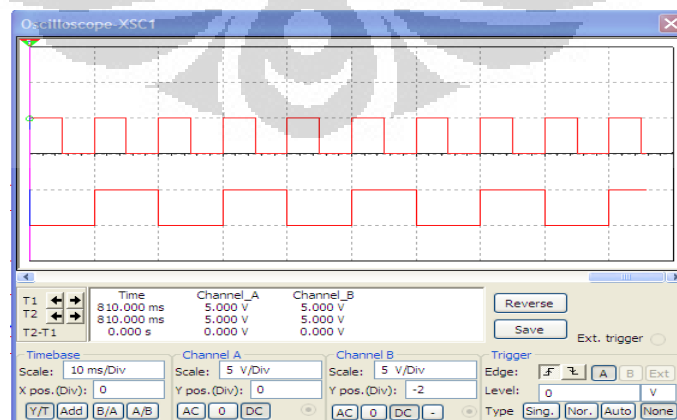 Oscilloscope-XSC1
Time Channel_A Channel_B
T1 810.000 ms 5.000 V 5.000 V
T2 810.000 ms 5.000 V 5.000 V
T2-T1 0.000 s 0.000 V 0.000 V
Reverse
Save
Ext. trigger
Timebase
Scale: 10 ms/Div
X pos.(Div): 0
Y/T Add B/A A/B
Channel A
Scale: 5 V/Div
Y pos.(Div): 0
AC 0 DC
Channel B
Scale: 5 V/Div
Y pos.(Div): -2
AC 0 DC -
Trigger
Edge: A B Ext
Level: 0 V
Type Sing. Nor. Auto None